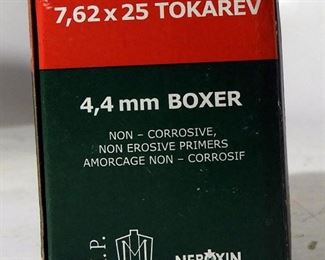 7,62 x 25 TOKAREV
4,4 mm BOXER
NON – CORROSIVE,
NON EROSIVE PRIMERS
AMORCAGE NON – CORROSIF
.P.
NEROXIN